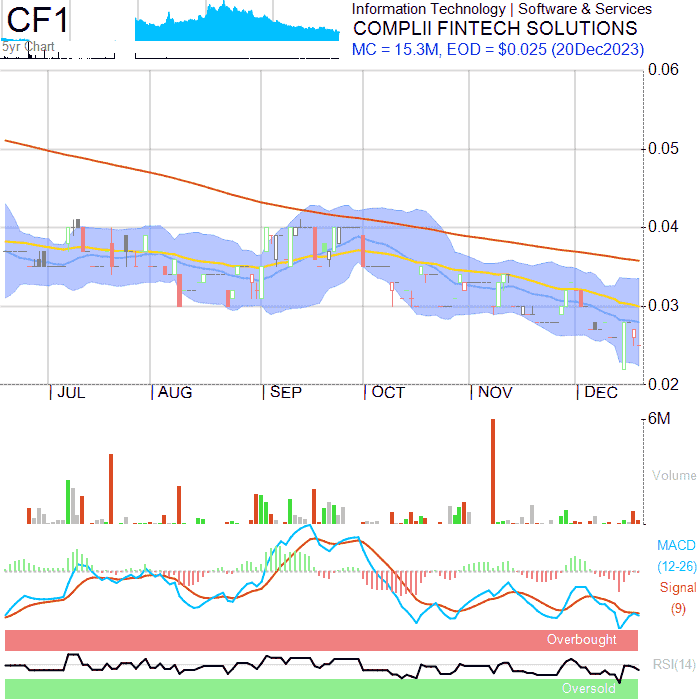 CF1
5yr Chart
Information Technology | Software & Services
COMPLII FINTECH SOLUTIONS
MC = 15.3M, EOD = $0.025 (20Dec2023)
0.06
0.05
0.04
0.03
0.02
JUL AUG SEP OCT NOV DEC
6M
Volume
MACD
(12-26)
Signal
(9)
Overbought
RSI(14)
Oversold